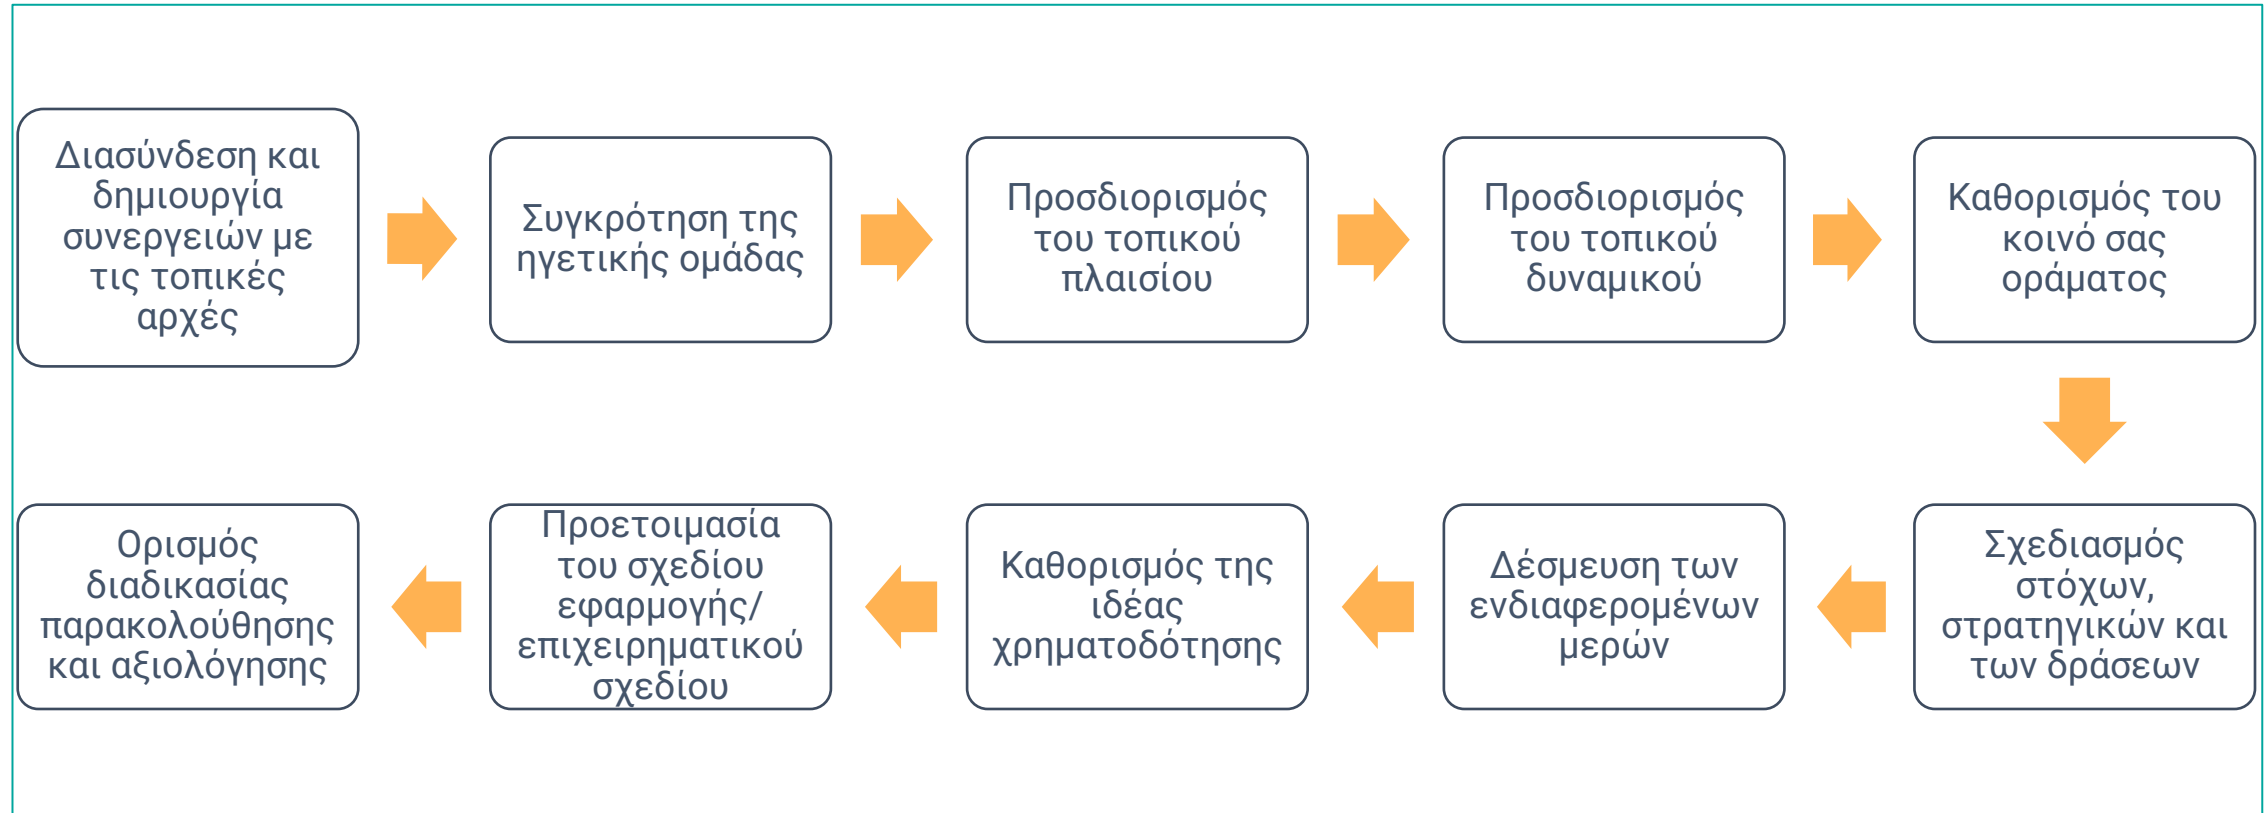 Διασύνδεση και
δημιουργία
συνεργειών με
τις τοπικές
αρχές
Συγκρότηση της
ηγετικής ομάδας
Προσδιορισμός
του τοπικού
πλαισίου
Προσδιορισμός
του τοπικού
δυναμικού
Καθορισμός του
κοινό σας
οράματος
Σχεδιασμός
στόχων,
στρατηγικών και
των δράσεων
Δέσμευση των
ενδιαφερομένων
μερών
Καθορισμός της
ιδέας
χρηματοδότησης
Προετοιμασία
του σχεδίου
εφαρμογής/
επιχειρηματικού
σχεδίου
Ορισμός
διαδικασίας
παρακολούθησης
και αξιολόγησης